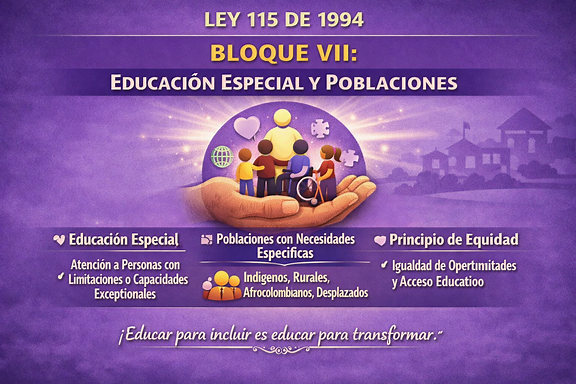 LEY 115 DE 1994
BLOQUE VII:
EDUCACIÓN ESPECIAL Y POBLACIONES
Educación Especial
Atención a Personas con
Limitaciones o Capacidades
Exceptionales
Poblaciones con Necesidades
Especificas
Indígenos, Rurales,
Afrocolombianos, Desplazados
Principio de Equidad
Igualdad de Opertmitades
y Acceso Educatioo
¡Educar para incluir es educar para transformar.”